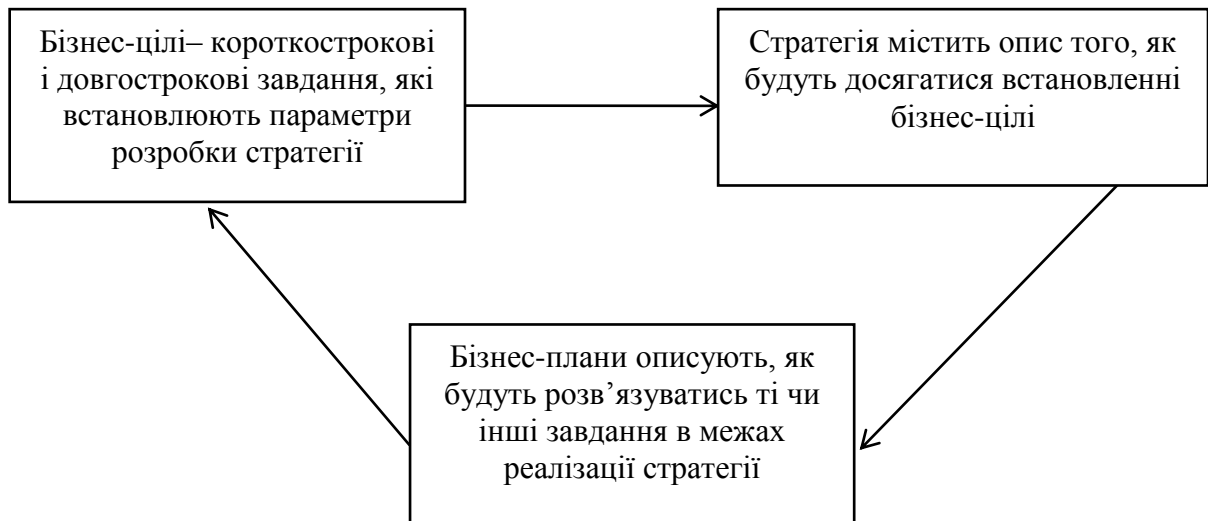 Бізнес-цілі– короткострокові
і довгострокові завдання, які
встановлюють параметри
розробки стратегії
Стратегія містить опис того, як
будуть досягатися встановленні
бізнес-цілі
Бізнес-плани описують, як
будуть розв’язуватись ті чи
інші завдання в межах
реалізації стратегії